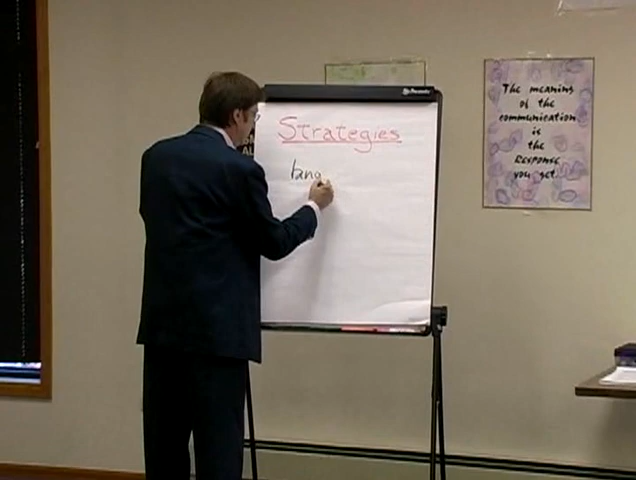 Strategies
lang
The meaning
of the
communication
is
the
RESPONSE
you get.